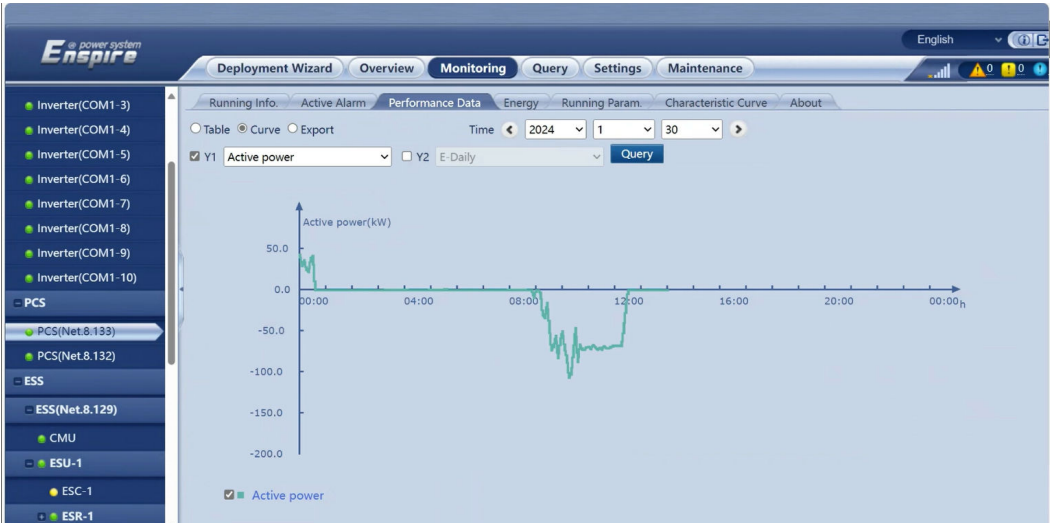 @ power system
Enspire
English
Deployment Wizard Overview Monitoring Query Settings Maintenance
0 0
Running Info. Active Alarm Performance Data Energy Running Param. Characteristic Curve About
Table Curve Export Time 2024 1 30
Y1 Active power Y2 E-Daily Query
Inverter(COM1-3)
Inverter(COM1-4)
Inverter(COM1-5)
Inverter(COM1-6)
Inverter(COM1-7)
Inverter(COM1-8)
Inverter(COM1-9)
Inverter(COM1-10)
PCS
PCS(Net.8.133)
PCS(Net.8.132)
ESS
ESS(Net.8.129)
CMU
ESU-1
ESC-1
ESR-1
Active power(kW)
50.0
0.0
-50.0
-100.0
-150.0
-200.0
00:00 04:00 08:00 12:00 16:00 20:00 00:00 h
Active power